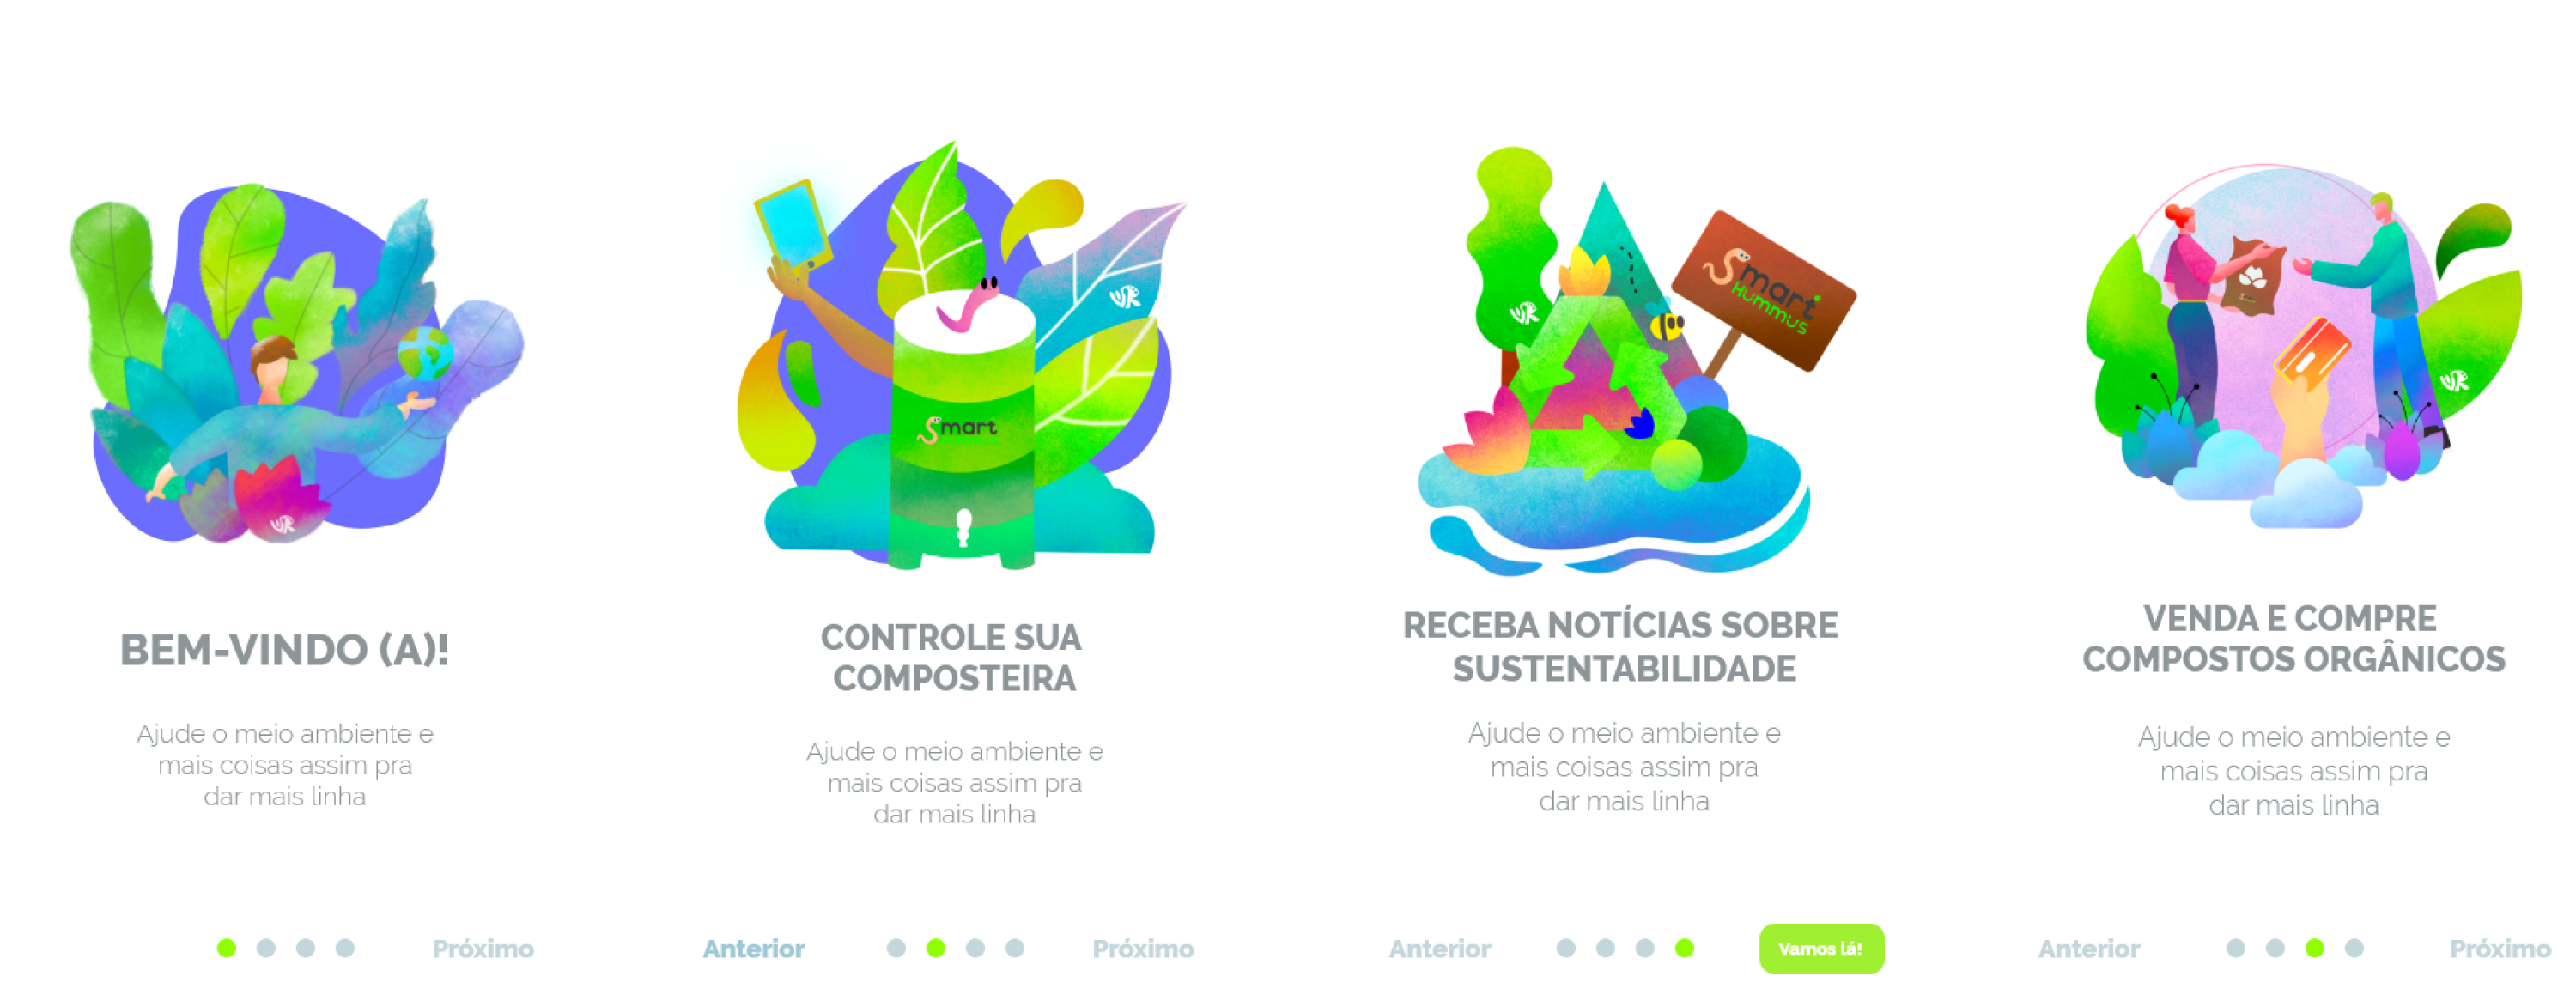 BEM-VINDO (A)!
Ajude o meio ambiente e
mais coisas assim pra
dar mais linha
Próximo
Smart
CONTROLE SUA
COMPOSTEIRA
Ajude o meio ambiente e
mais coisas assim pra
dar mais linha
Anterior
Próximo
Smart
HUMMUS
RECEBA NOTÍCIAS SOBRE
SUSTENTABILIDADE
Ajude o meio ambiente e
mais coisas assim pra
dar mais linha
Anterior
Vamos lá!
VENDA E COMPRE
COMPOSTOS ORGÂNICOS
Ajude o meio ambiente e
mais coisas assim pra
dar mais linha
Anterior
Próximo